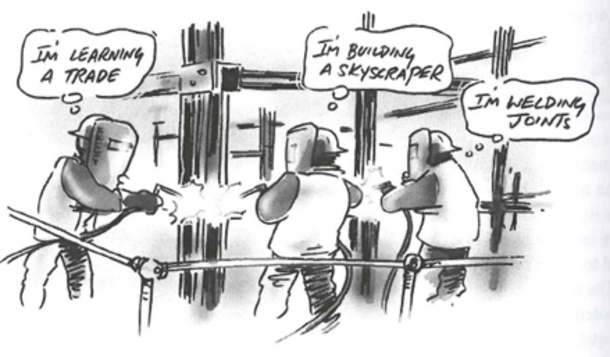 I'M LEARNING
A TRADE
I'M BUILDING
A SKYSCRAPER
I'M WELDING
JOINTS